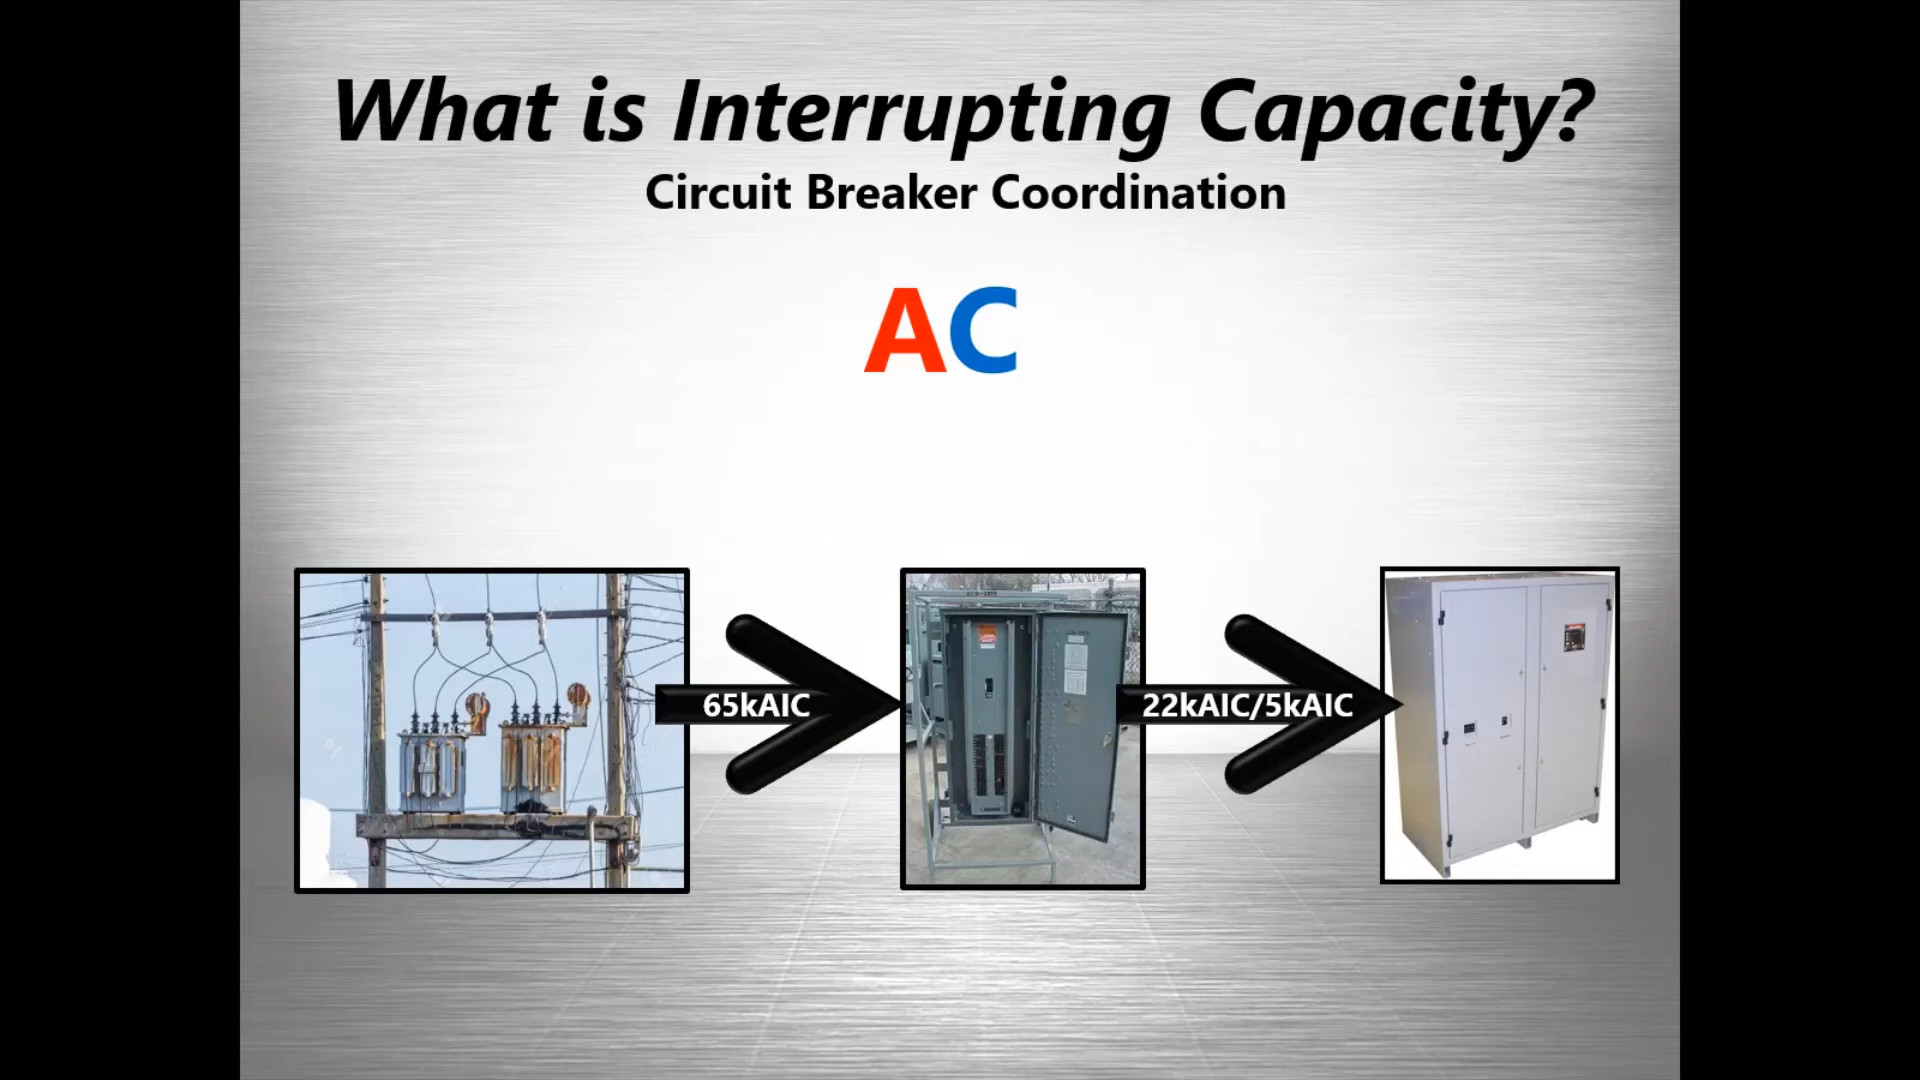 What is Interrupting Capacity?
Circuit Breaker Coordination
AC
65kAIC
22kAIC/5kAIC